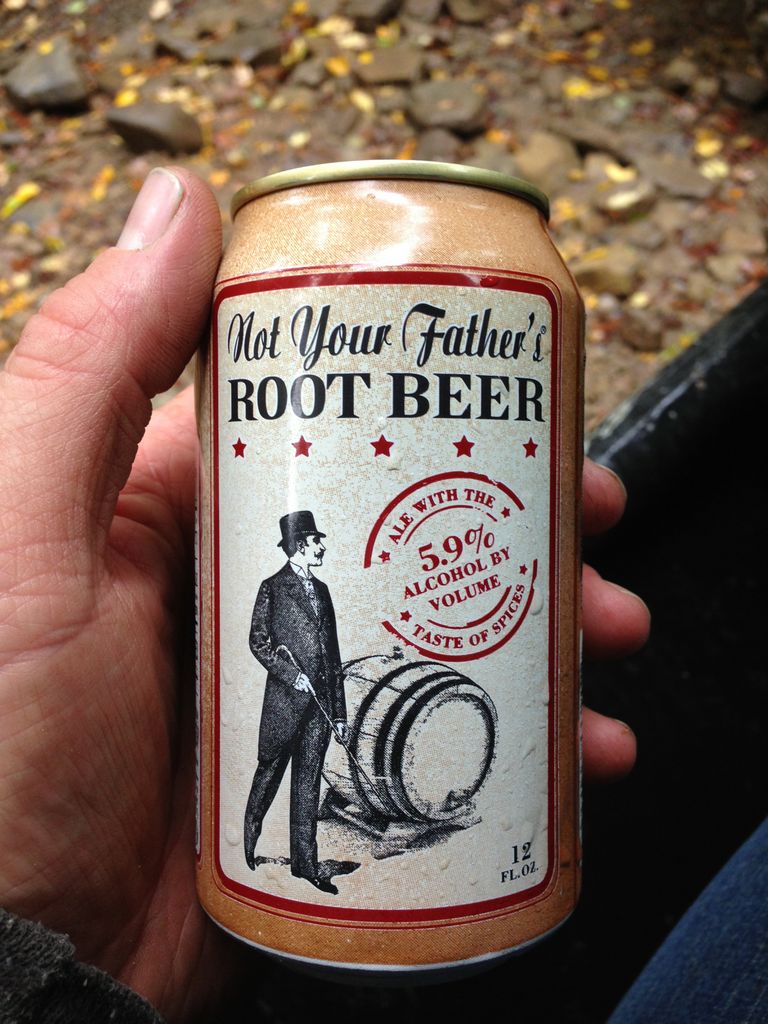 Not Your Father's
ROOT BEER
ALE WITH THE
5.9%
ALCOHOL BY
VOLUME
TASTE OF SPICES
12
FL.OZ.